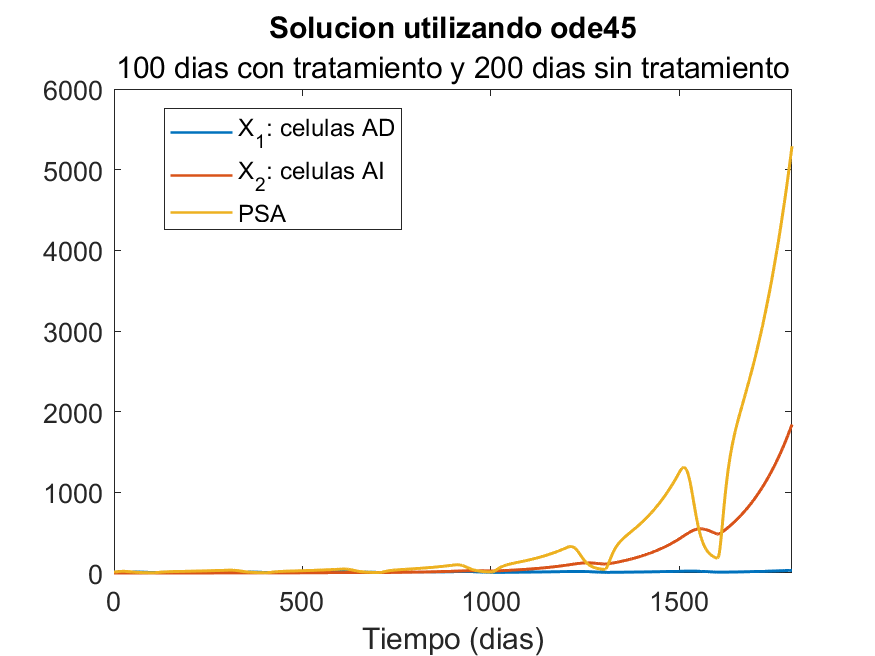 Solucion utilizando ode45
100 dias con tratamiento y 200 dias sin tratamiento
6000
5000
4000
3000
2000
1000
0
X₁: celulas AD
X₂: celulas AI
PSA
0 500 1000 1500
Tiempo (dias)